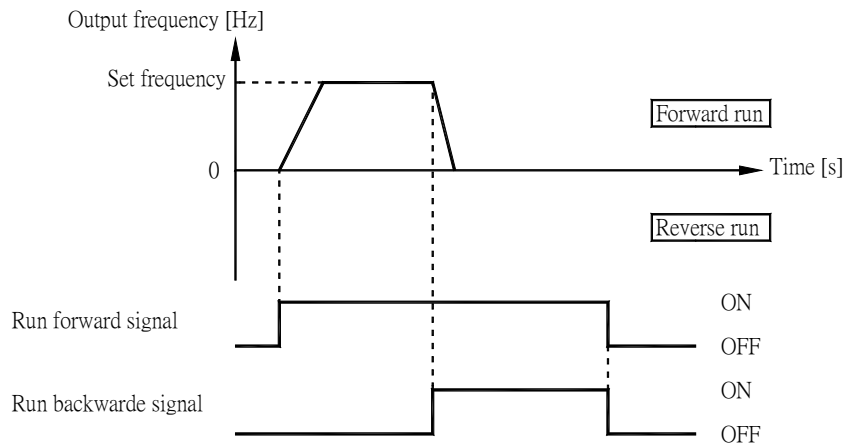 Output frequency [Hz]
Set frequency
Forward run
0
Time [s]
Reverse run
Run forward signal
ON
OFF
Run backwarde signal
ON
OFF